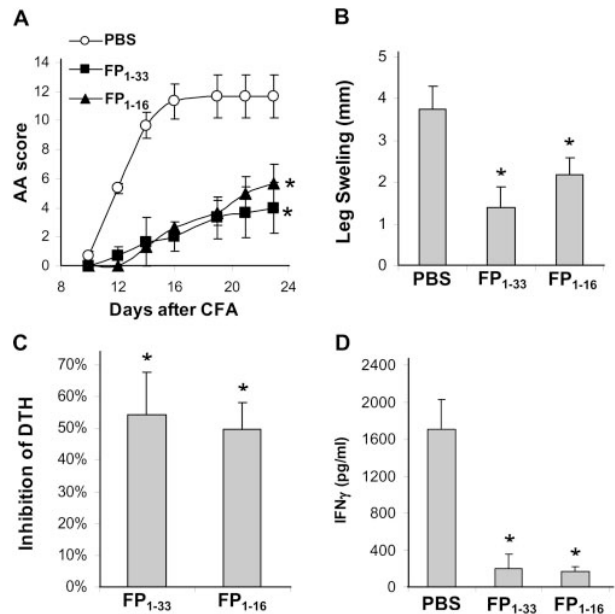 A
PBS
FP1-33
FP1-16
14
12
10
8
6
4
2
0
AA score
*
*
8 12 16 20 24
Days after CFA
B
5
4
3
2
1
0
Leg Sweling (mm)
*
*
PBS FP1-33 FP1-16
C
70%
60%
50%
40%
30%
20%
10%
0%
Inhibition of DTH
*
*
FP1-33 FP1-16
D
2400
2000
1600
1200
800
400
0
IFNγ (pg/ml)
*
*
PBS FP1-33 FP1-16